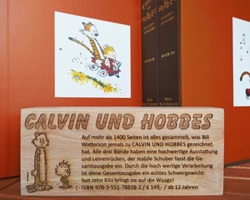 CALVIN UND HOBBES
Auf mehr als 1400 Seiten ist alles gesammelt, was Bill
Watterson jemals zu CALVIN UND HOBBES gezeichnet
hat. Alle drei Bände haben eine hochwertige Ausstattung
und Leinenrücken, der stabile Schuber fasst die Ge-
samtausgabe ein. Durch die hoch wertige Verarbeitung
ist diese Gesamtausgabe ein echtes Schwergewicht:
fast zehn Kilo bringt sie auf die Waage!
ISBN 978-3-551-78838-2 / € 149,- / ab 12 Jahren